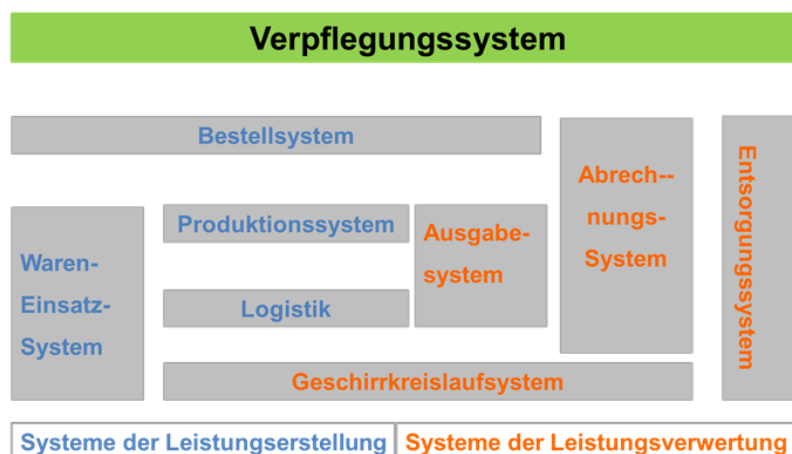 Verpflegungssystem
Bestellsystem
Waren-
Einsatz-
System
Produktionssystem
Logistik
Ausgabe-
system
Abrech--
nungs-
System
Entsorgungssystem
Geschirrkreislaufsystem
Systeme der Leistungserstellung
Systeme der Leistungsverwertung